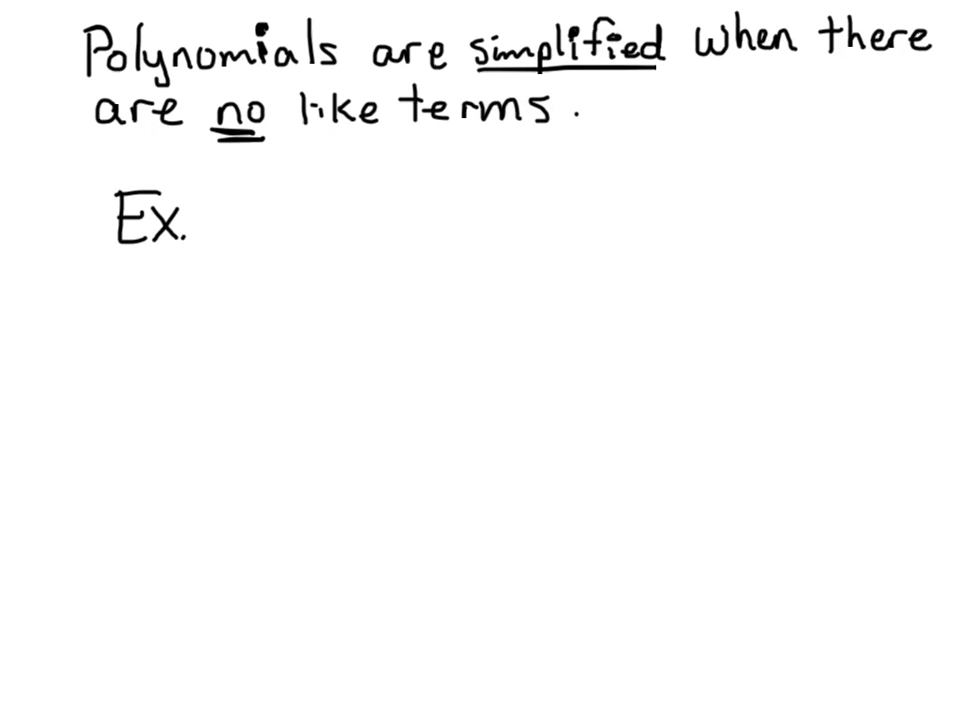 Polynomials are simplified when there
are no like terms.
Ex.